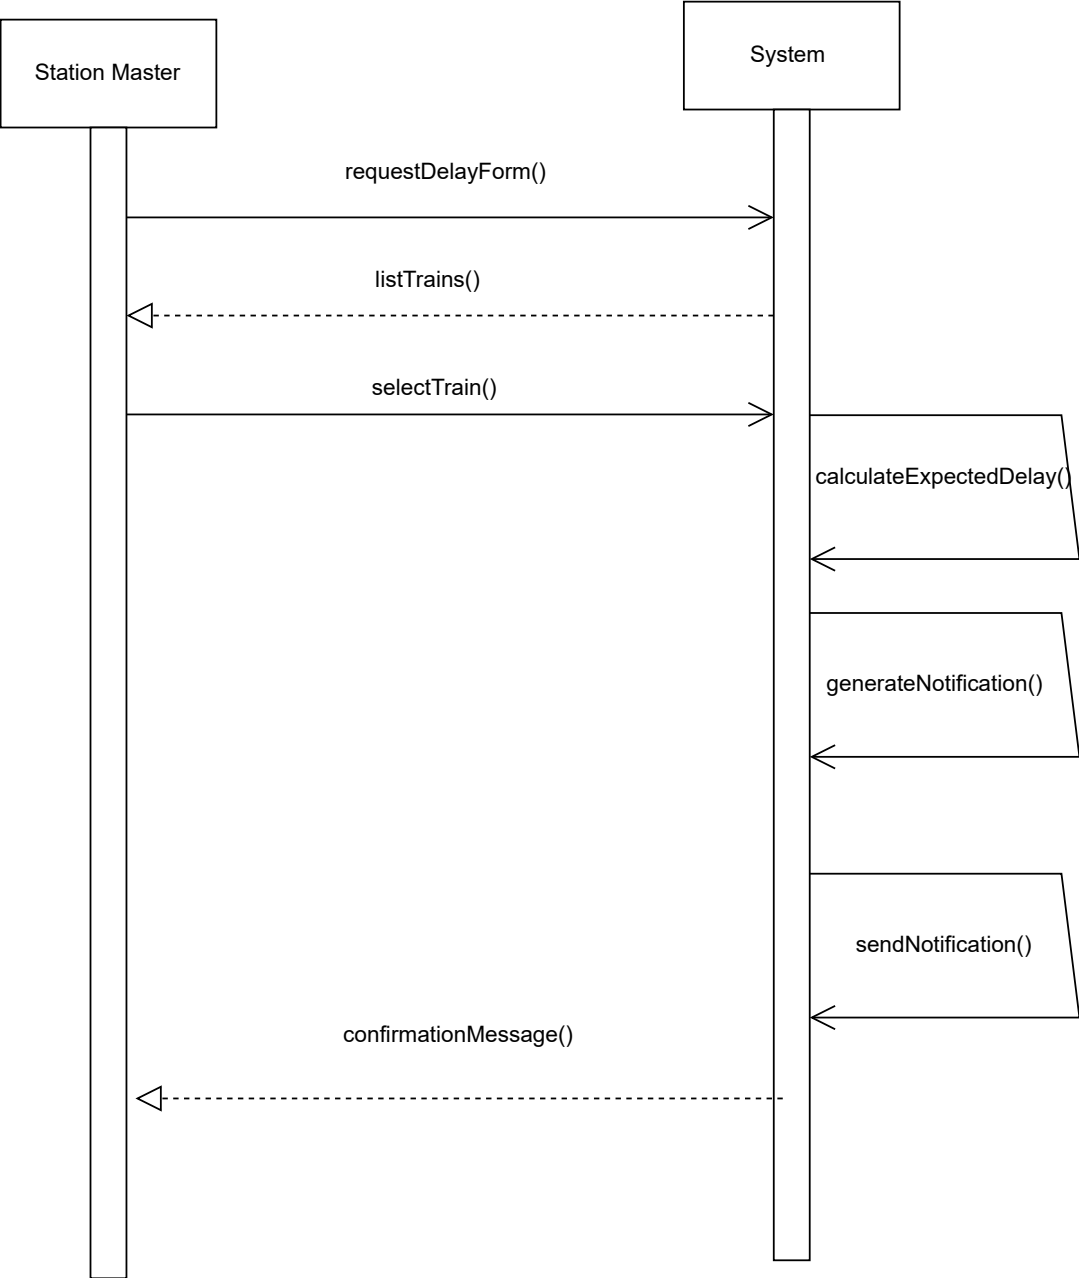 Station Master
System
requestDelayForm()
listTrains()
selectTrain()
calculateExpectedDelay()
generateNotification()
sendNotification()
confirmationMessage()